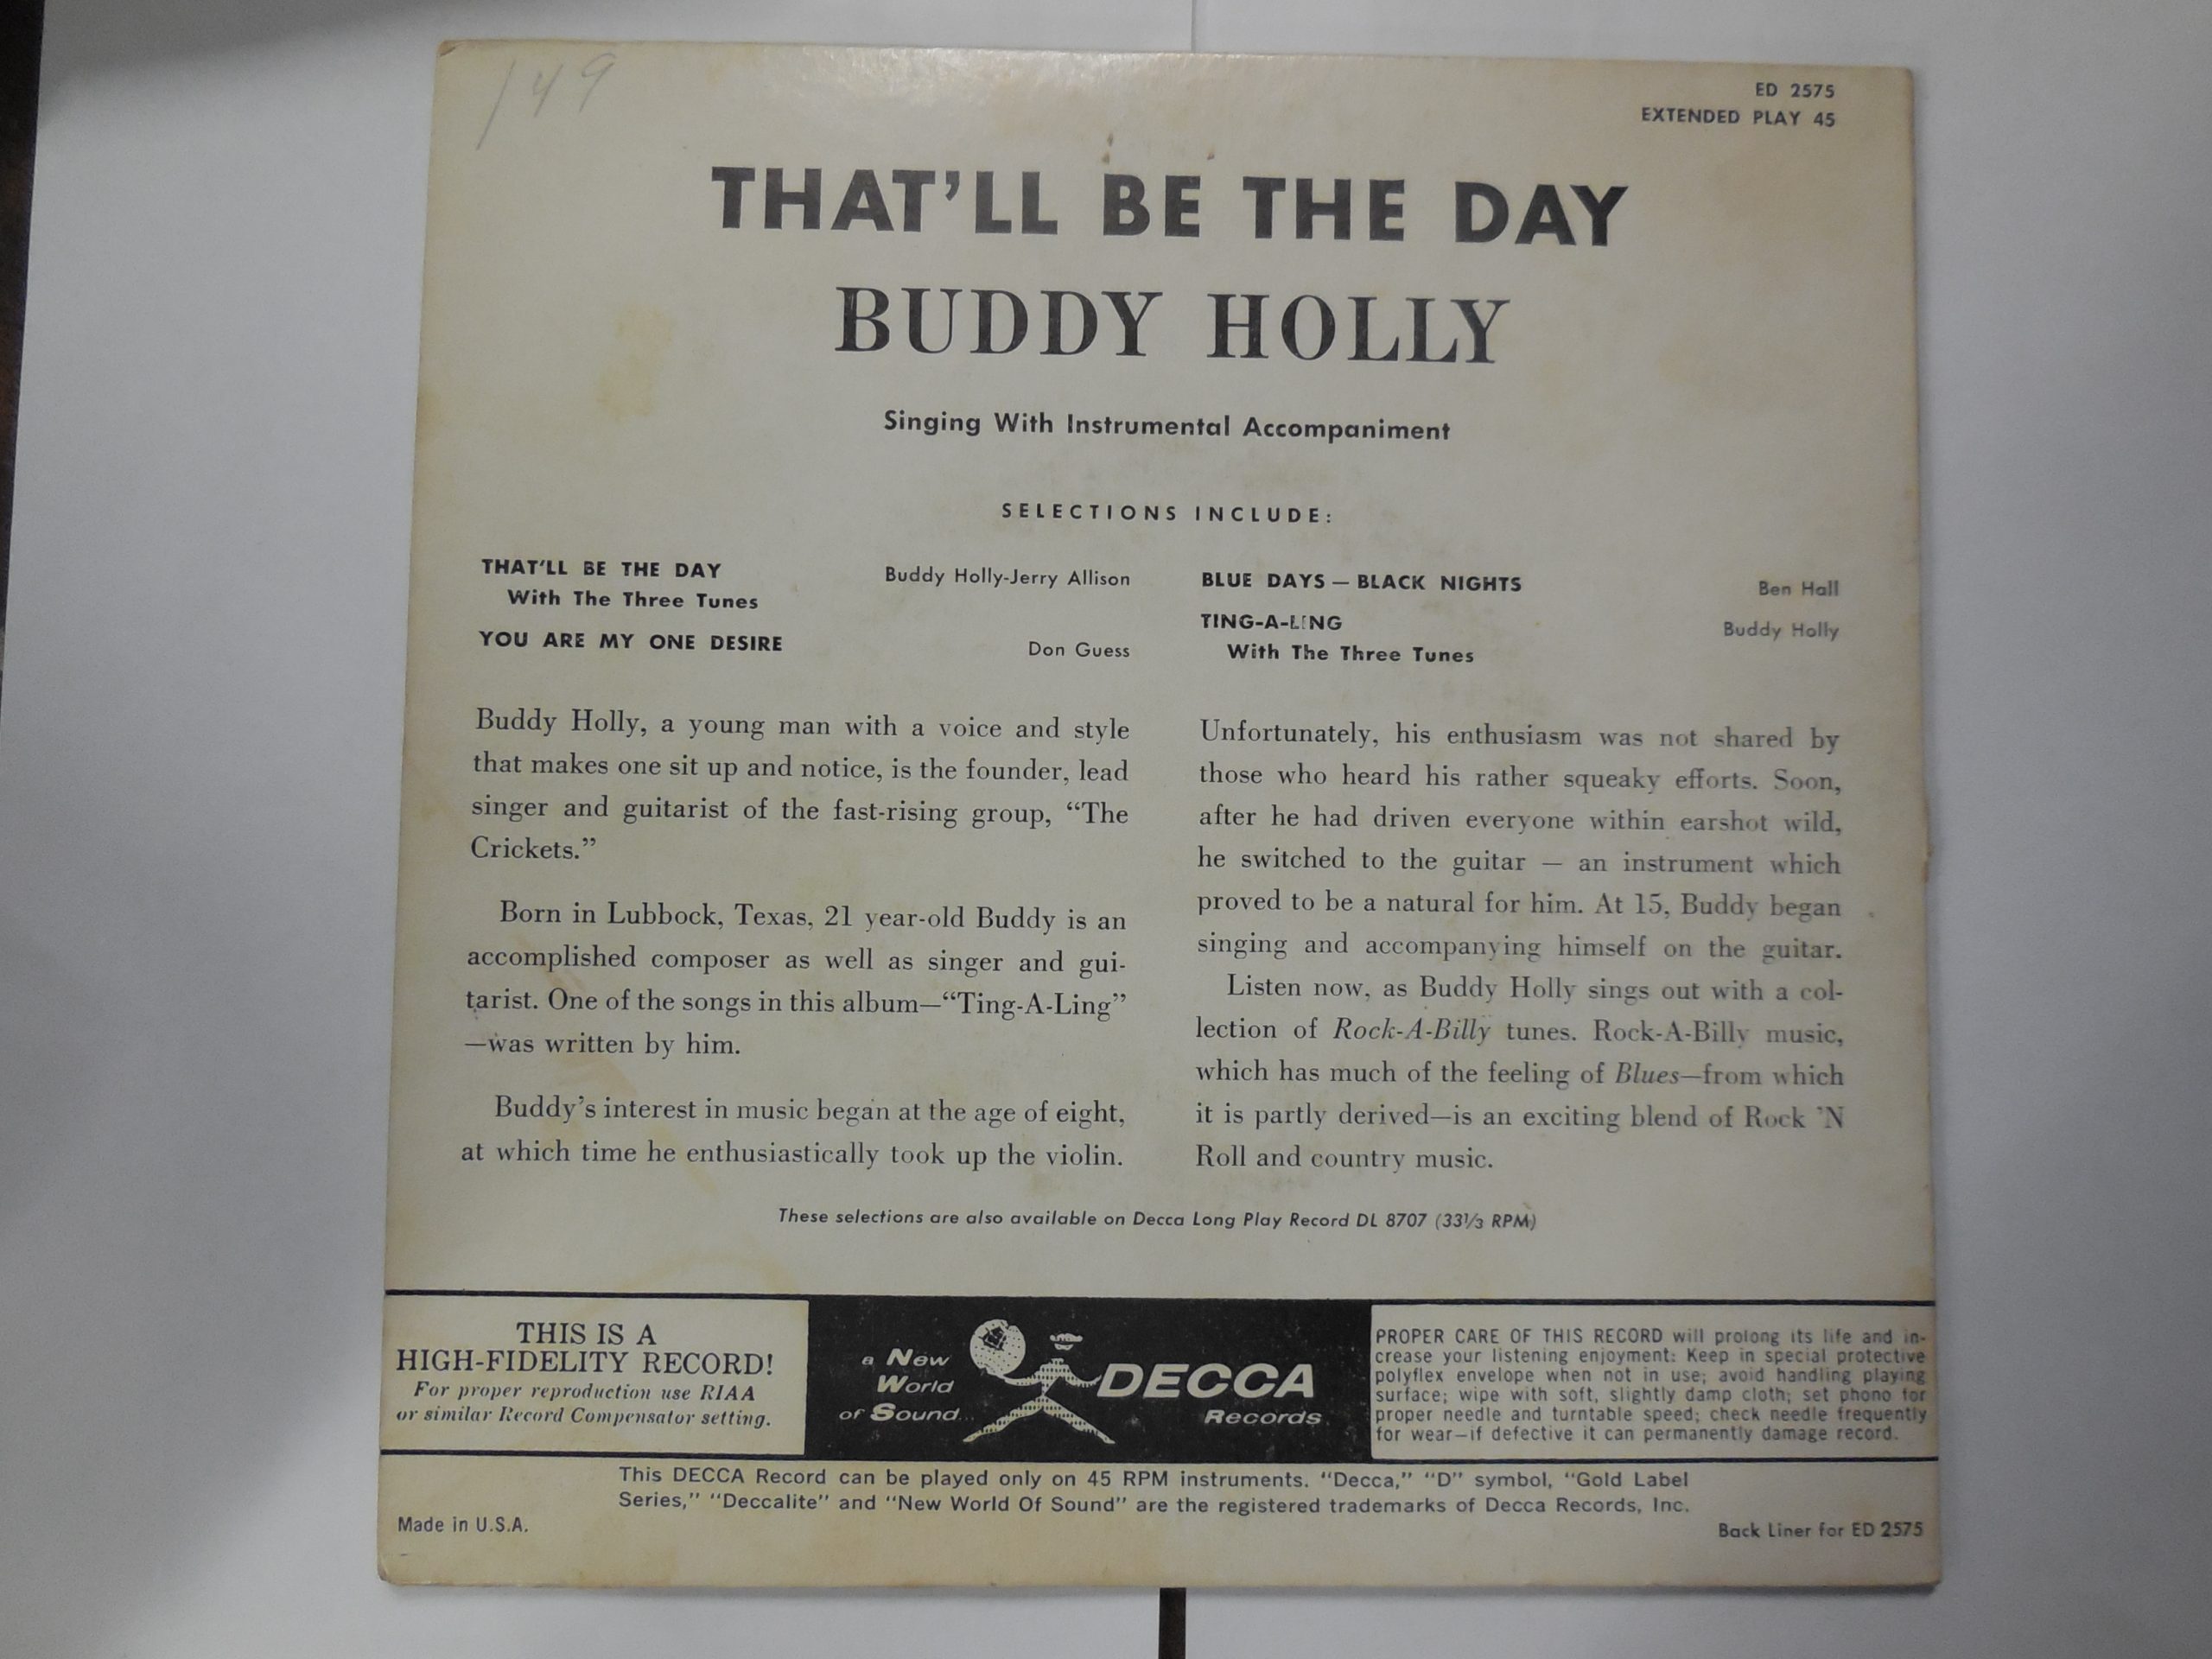 149
ED 2575
EXTENDED PLAY 45
THAT'LL BE THE DAY
BUDDY HOLLY
Singing With Instrumental Accompaniment
SELECTIONS INCLUDE:
THAT'LL BE THE DAY Buddy Holly-Jerry Allison
With The Three Tunes
YOU ARE MY ONE DESIRE Don Guess
BLUE DAYS — BLACK NIGHTS Ben Hall
TING-A-LING Buddy Holly
With The Three Tunes
Buddy Holly, a young man with a voice and style
that makes one sit up and notice, is the founder, lead
singer and guitarist of the fast-rising group, “The
Crickets.”
Born in Lubbock, Texas, 21 year-old Buddy is an
accomplished composer as well as singer and gui-
tarist. One of the songs in this album—“Ting-A-Ling”
—was written by him.
Buddy’s interest in music began at the age of eight,
at which time he enthusiastically took up the violin.
Unfortunately, his enthusiasm was not shared by
those who heard his rather squeaky efforts. Soon,
after he had driven everyone within earshot wild,
he switched to the guitar — an instrument which
proved to be a natural for him. At 15, Buddy began
singing and accompanying himself on the guitar.
Listen now, as Buddy Holly sings out with a col-
lection of Rock-A-Billy tunes. Rock-A-Billy music,
which has much of the feeling of Blues—from which
it is partly derived—is an exciting blend of Rock ’N
Roll and country music.
These selections are also available on Decca Long Play Record DL 8707 (33⅓ RPM)
THIS IS A
HIGH-FIDELITY RECORD!
For proper reproduction use RIAA
or similar Record Compensator setting.
a New
World
of Sound...
DECCA
Records
PROPER CARE OF THIS RECORD will prolong its life and in-
crease your listening enjoyment: Keep in special protective
polyflex envelope when not in use; avoid handling playing
surface; wipe with soft, slightly damp cloth; set phono for
proper needle and turntable speed; check needle frequently
for wear—if defective it can permanently damage record.
This DECCA Record can be played only on 45 RPM instruments. “Decca,” “D” symbol, “Gold Label
Series,” “Deccalite” and “New World Of Sound” are the registered trademarks of Decca Records, Inc.
Made in U.S.A.
Back Liner for ED 2575